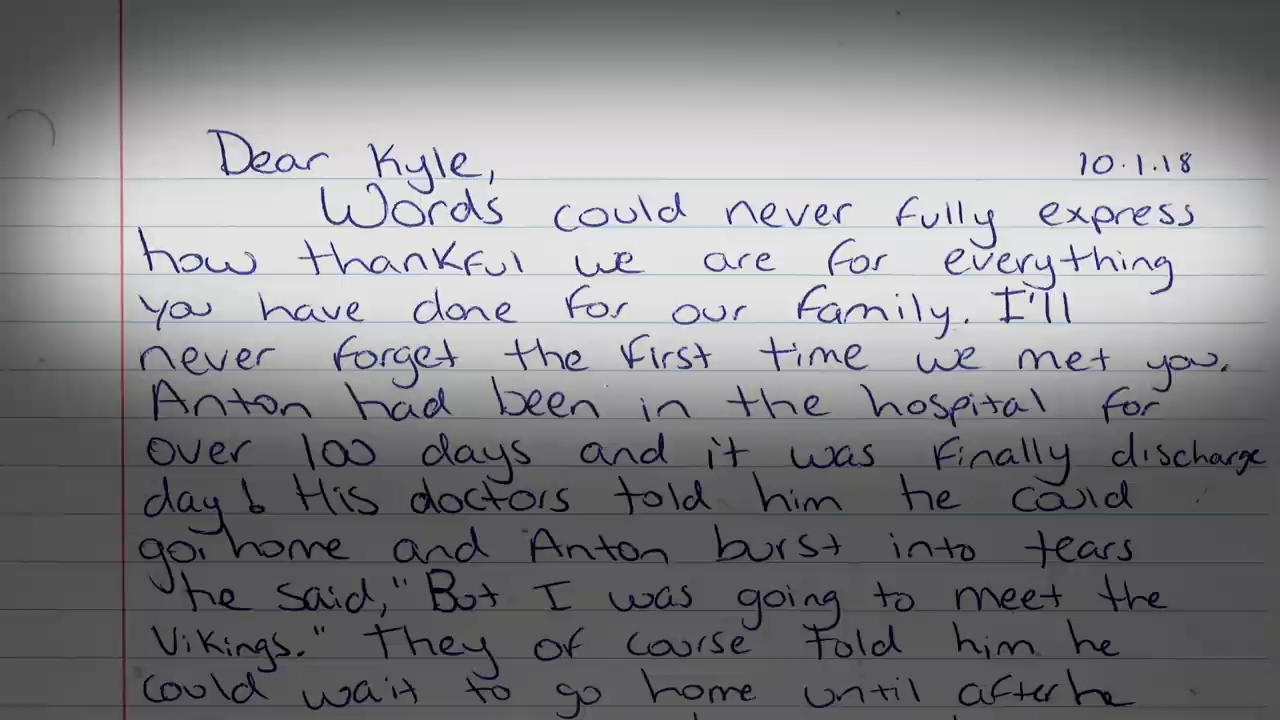 Dear Kyle,
10.1.18
Words could never fully express
how thankful we are for everything
you have done for our family. I'll
never forget the first time we met you.
Anton had been in the hospital for
over 100 days and it was finally discharge
day! His doctors told him he could
go home and Anton burst into tears
he said, "But I was going to meet the
Vikings." They of course told him he
could wait to go home until after he